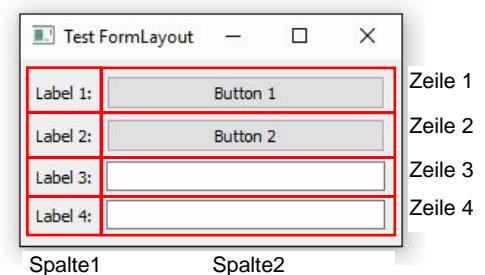 Test FormLayout
Label 1: Button 1 Zeile 1
Label 2: Button 2 Zeile 2
Label 3: Zeile 3
Label 4: Zeile 4
Spalte1 Spalte2